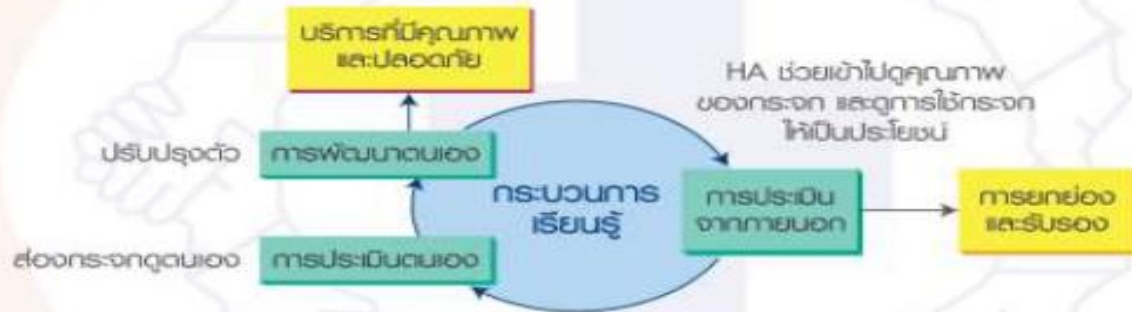 บริการที่มีคุณภาพ
และปลอดภัย
HA ช่วยเข้าไปดูคุณภาพ
ของกระจก และดูการใช้กระจก
ให้เป็นประโยชน์
ปรับปรุงตัว
การพัฒนาตนเอง
กระบวนการ
เรียนรู้
การประเมิน
จากภายนอก
การยกย่อง
และรับรอง
ส่องกระจกดูตนเอง
การประเมินตนเอง